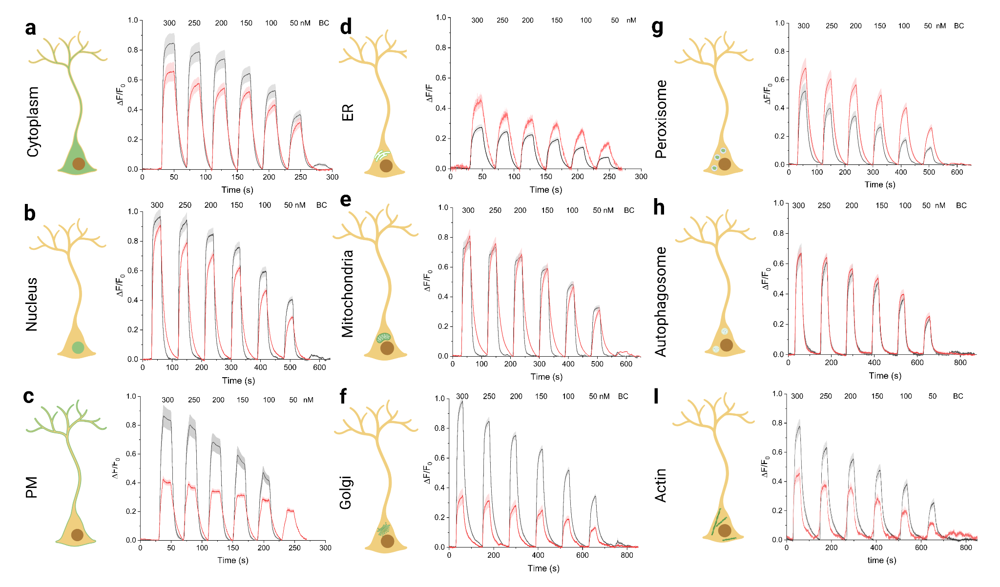 a
Cytoplasm
300 250 200 150 100 50 nM BC
1.0
0.8
0.6
0.4
0.2
0.0
ΔF/F0
0 50 100 150 200 250 300
Time (s)
b
Nucleus
300 250 200 150 100 50 nM BC
1.0
0.8
0.6
0.4
0.2
0.0
ΔF/F0
0 100 200 300 400 500 600
Time (s)
c
PM
300 250 200 150 100 50 nM
1.0
0.8
0.6
0.4
0.2
0.0
ΔF/F0
0 50 100 150 200 250 300
Time (s)
d
ER
300 250 200 150 100 50 nM
1.0
0.8
0.6
0.4
0.2
0.0
ΔF/F
0 50 100 150 200 250 300
Time (s)
e
Mitochondria
300 250 200 150 100 50 nM BC
1.0
0.8
0.6
0.4
0.2
0.0
ΔF/F0
0 100 200 300 400 500 600
Time (s)
f
Golgi
300 250 200 150 100 50 nM BC
1.0
0.8
0.6
0.4
0.2
0.0
ΔF/F0
0 200 400 600 800
Time (s)
g
Peroxisome
300 250 200 150 100 50 nM BC
1.0
0.8
0.6
0.4
0.2
0.0
ΔF/F0
0 100 200 300 400 500 600
Time (s)
h
Autophagosome
300 250 200 150 100 50 nM BC
1.0
0.8
0.6
0.4
0.2
0.0
ΔF/F0
0 200 400 600 800
Time (s)
I
Actin
300 250 200 150 100 50 BC
1.0
0.8
0.6
0.4
0.2
0.0
ΔF/F0
0 200 400 600 800
time (s)